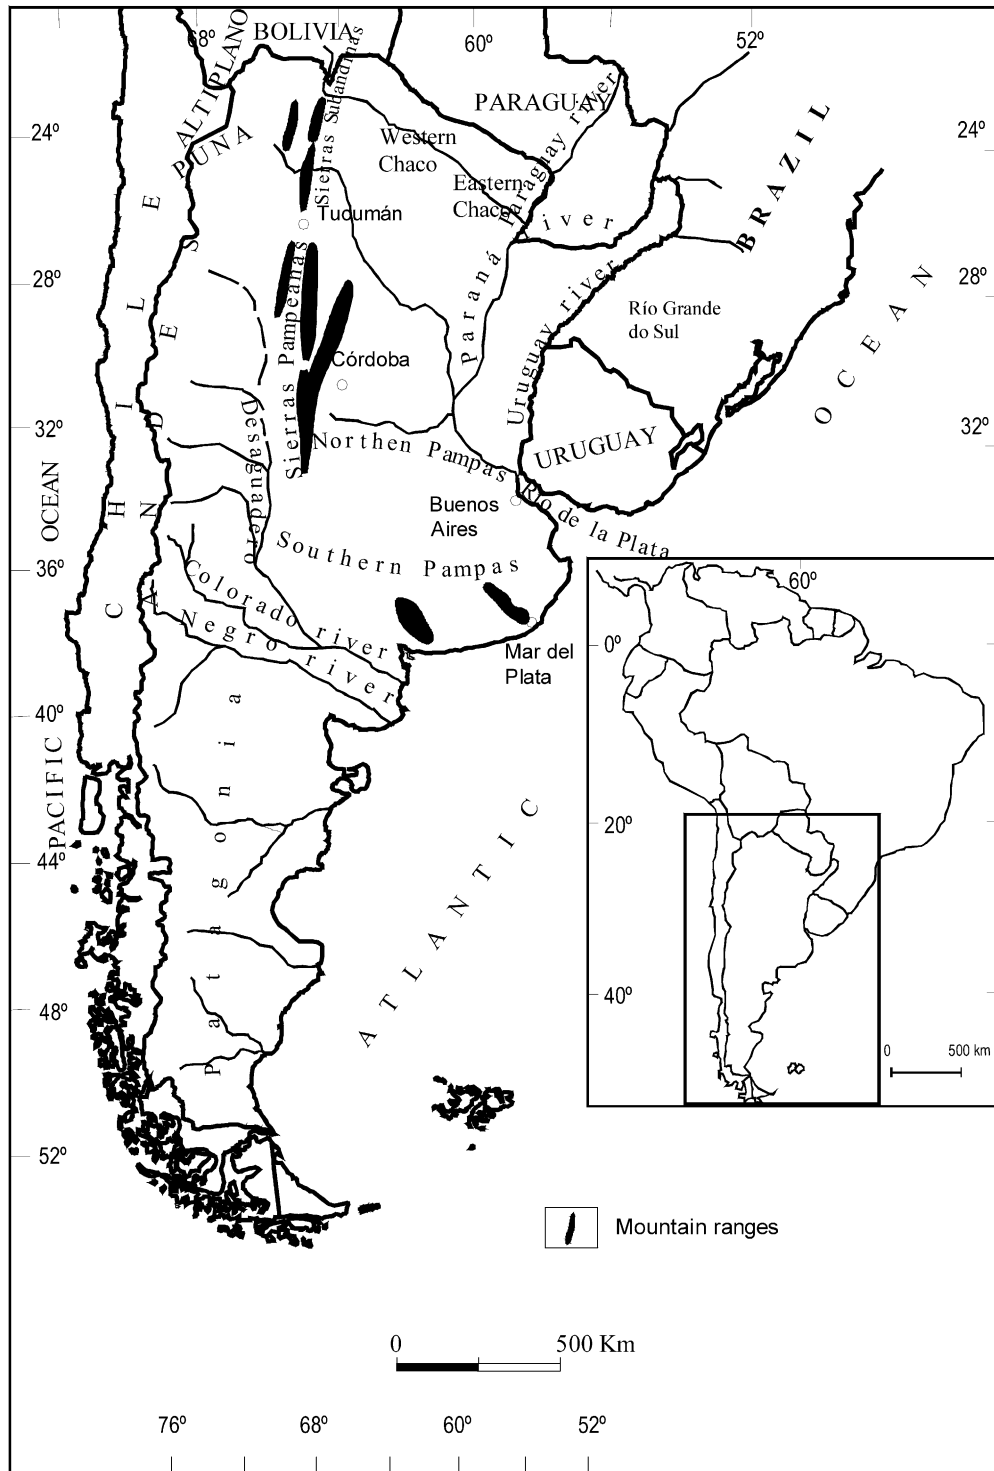 68º
BOLIVIA
60º
52º
ALTIPLANO
PUNA
Sierras Subandinas
PARAGUAY
Paraguay river
BRAZIL
24º
24º
Western
Chaco
Eastern
Chaco
Tucumán
river
28º
28º
Paraná
Uruguay river
Río Grande
do Sul
Sierras Pampeanas
Córdoba
CHILE
ANDES
Desaguadero
32º
32º
Northen Pampas
URUGUAY
Río de la Plata
Buenos
Aires
PACIFIC OCEAN
Southern Pampas
36º
Colorado river
Negro river
Mar del
Plata
40º
Patagonia
44º
ATLANTIC OCEAN
48º
52º
60º
0º
20º
40º
0 500 km
Mountain ranges
0 500 Km
76º 68º 60º 52º